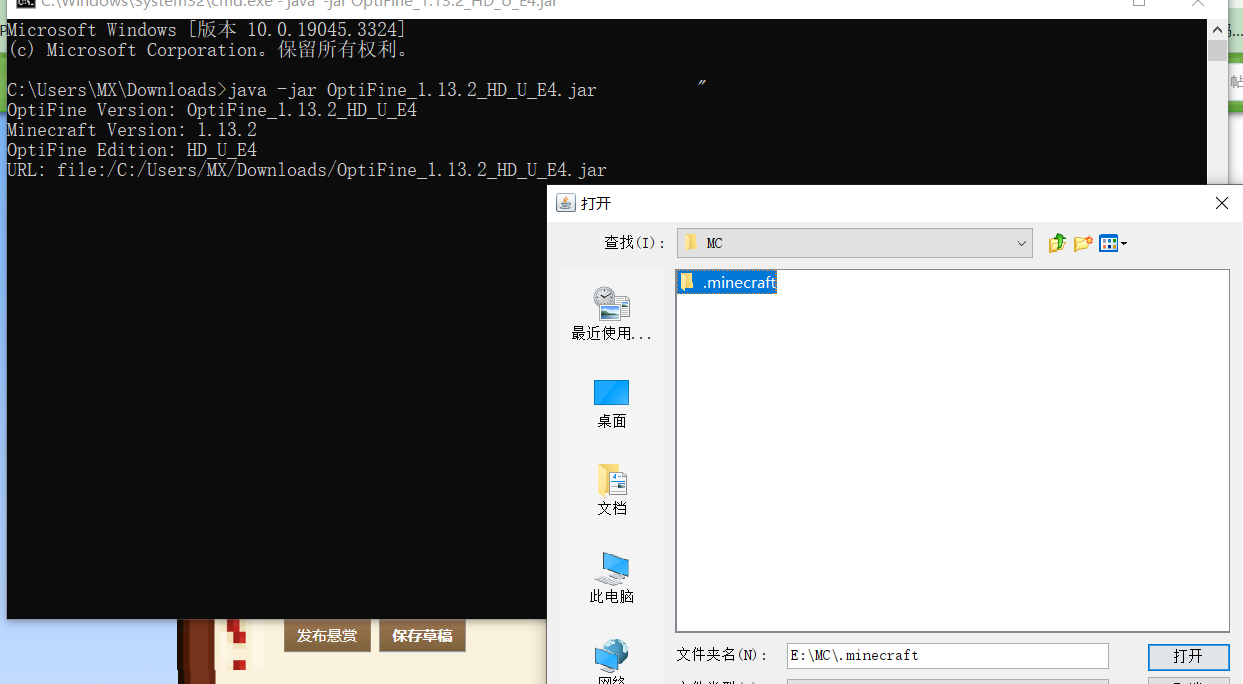 C:\Windows\System32\cmd.exe - java -jar OptiFine_1.13.2_HD_U_E4.jar
Microsoft Windows [版本 10.0.19045.3324]
(c) Microsoft Corporation。保留所有权利。
C:\Users\MX\Downloads>java -jar OptiFine_1.13.2_HD_U_E4.jar "
OptiFine Version: OptiFine_1.13.2_HD_U_E4
Minecraft Version: 1.13.2
OptiFine Edition: HD_U_E4
URL: file:/C:/Users/MX/Downloads/OptiFine_1.13.2_HD_U_E4.jar
打开
查找(I):
MC
.minecraft
最近使用...
桌面
文档
此电脑
网络
文件夹名(N):
E:\MC\.minecraft
打开
发布悬赏
保存草稿
帖